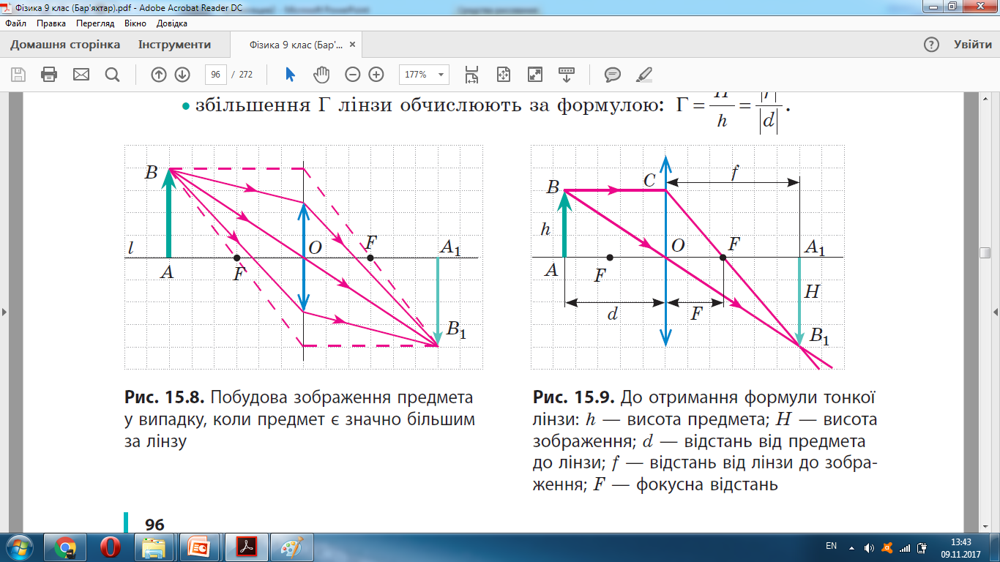 Фізика 9 клас (Бар'яхтар).pdf - Adobe Acrobat Reader DC
Файл Правка Перегляд Вікно Довідка
Домашня сторінка Інструменти Фізика 9 клас (Бар'... × ? Увійти
96 / 272 177%
• збільшення Г лінзи обчислюють за формулою: Г = H/h = |f|/|d|.
B
l
A
F
O
F
A₁
B₁
B
C
f
h
A
F
O
F
A₁
d
F
H
B₁
Рис. 15.8. Побудова зображення предмета
у випадку, коли предмет є значно більшим
за лінзу
Рис. 15.9. До отримання формули тонкої
лінзи: h — висота предмета; H — висота
зображення; d — відстань від предмета
до лінзи; f — відстань від лінзи до зобра-
ження; F — фокусна відстань
96
EN
13:43
09.11.2017